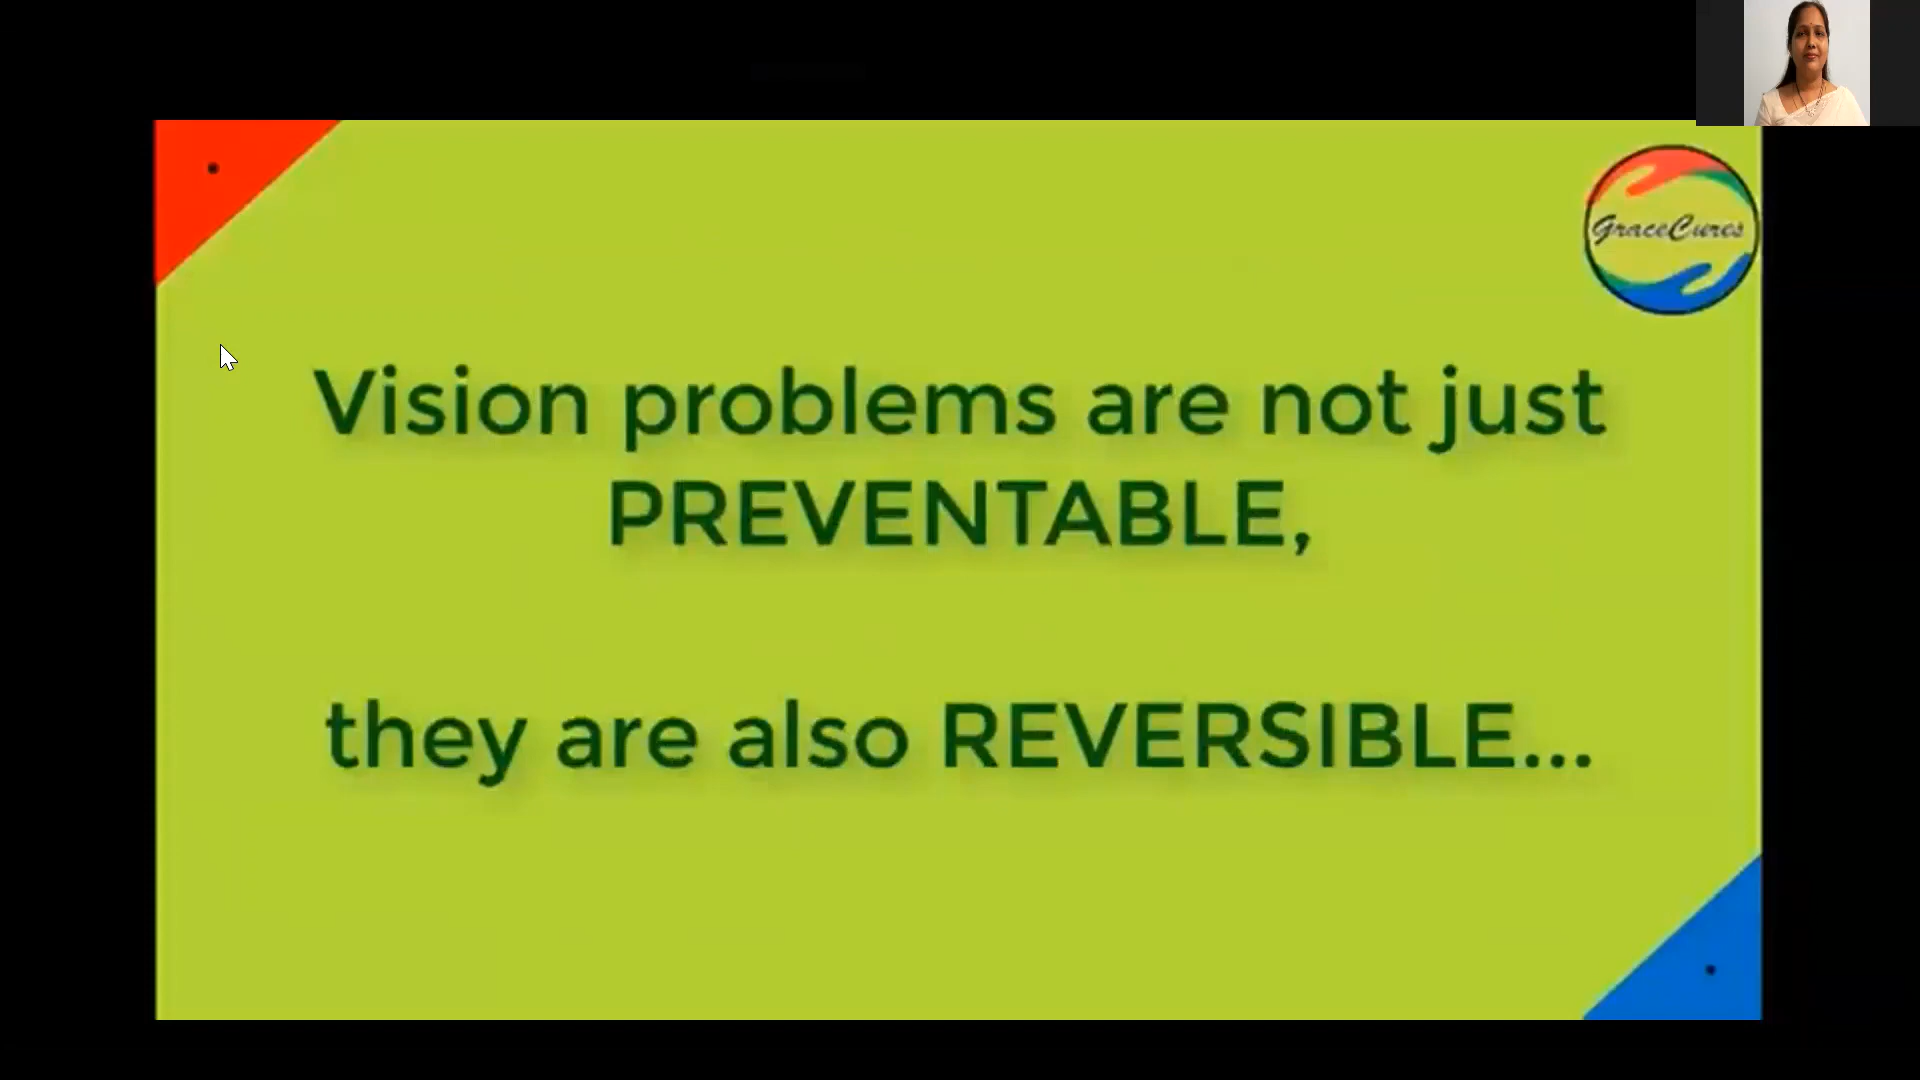 GraceCures
Vision problems are not just
PREVENTABLE,
they are also REVERSIBLE...